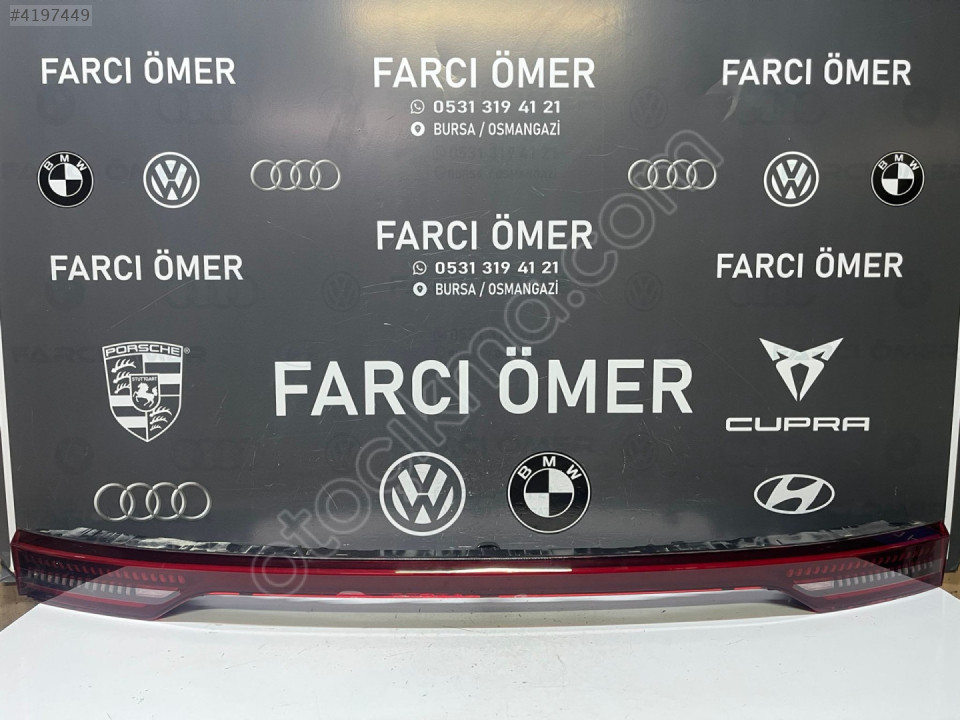 #4197449
FARCI ÖMER
FARCI ÖMER
0531 319 41 21
BURSA / OSMANGAZİ
FARCI ÖMER
BMW
BMW
FARCI ÖMER
FARCI ÖMER
0531 319 41 21
BURSA / OSMANGAZİ
FARCI ÖMER
PORSCHE
STUTTGART
FARCI ÖMER
CUPRA
BMW
otocikma.com